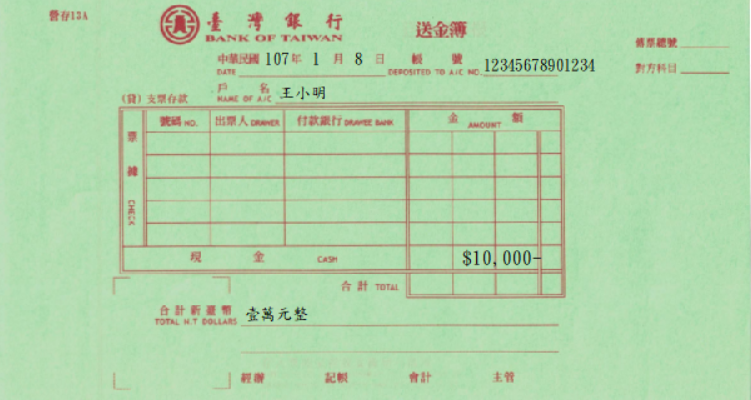 營存13A
臺灣銀行
BANK OF TAIWAN
送金簿
傳票總號
對方科目
中華民國 107年 1 月 8 日
DATE
帳號
DEPOSITED TO A/C NO. 12345678901234
(貸) 支票存款
戶名 王小明
NAME OF A/C
票據 CHECK
號碼 NO. 出票人 DRAWER 付款銀行 DRAWEE BANK 金額 AMOUNT
現金 CASH $10,000-
合計 TOTAL
合計新臺幣 壹萬元整
TOTAL N.T DOLLARS
經辦 記帳 會計 主管